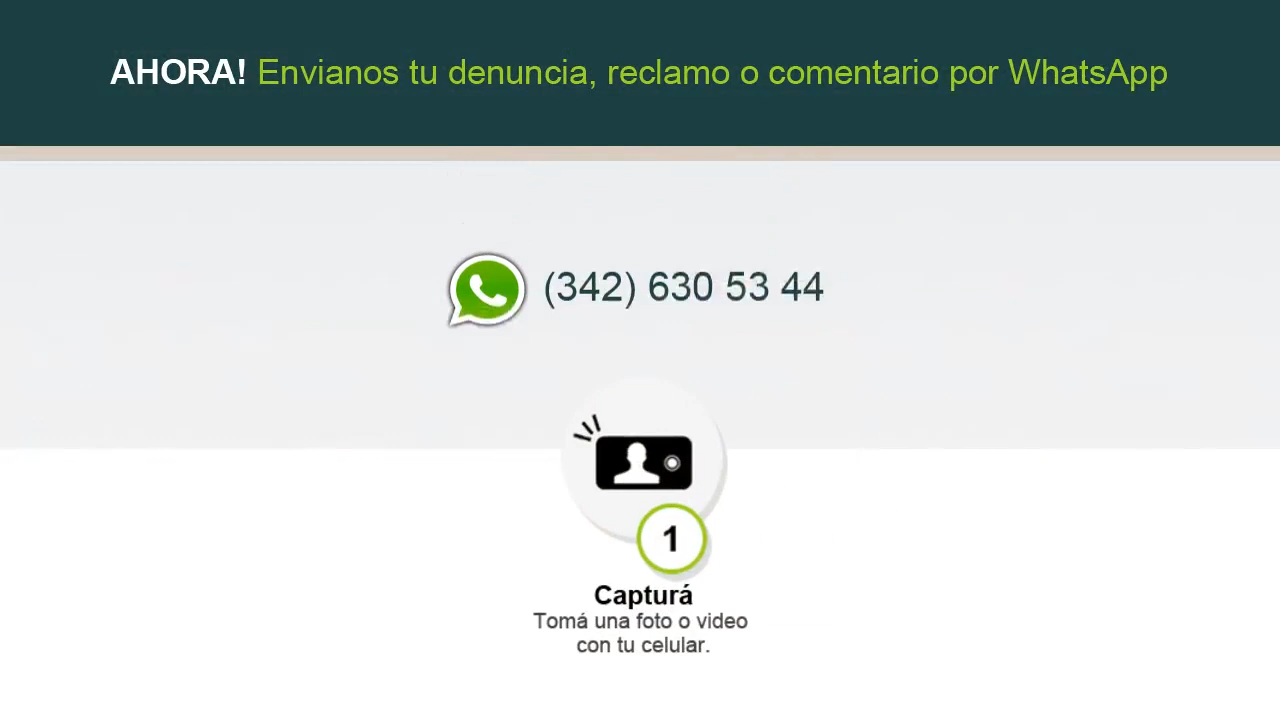 AHORA! Envianos tu denuncia, reclamo o comentario por WhatsApp
(342) 630 53 44
1
Capturá
Tomá una foto o video
con tu celular.